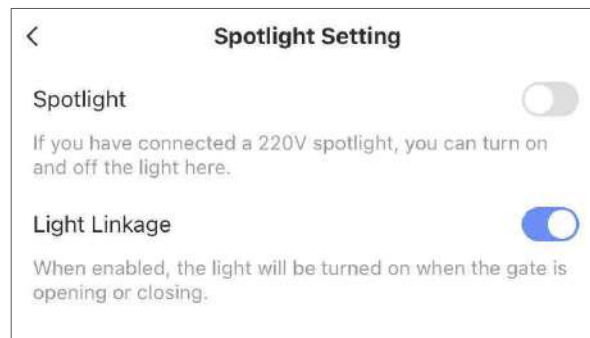 Spotlight Setting
Spotlight
If you have connected a 220V spotlight, you can turn on
and off the light here.
Light Linkage
When enabled, the light will be turned on when the gate is
opening or closing.